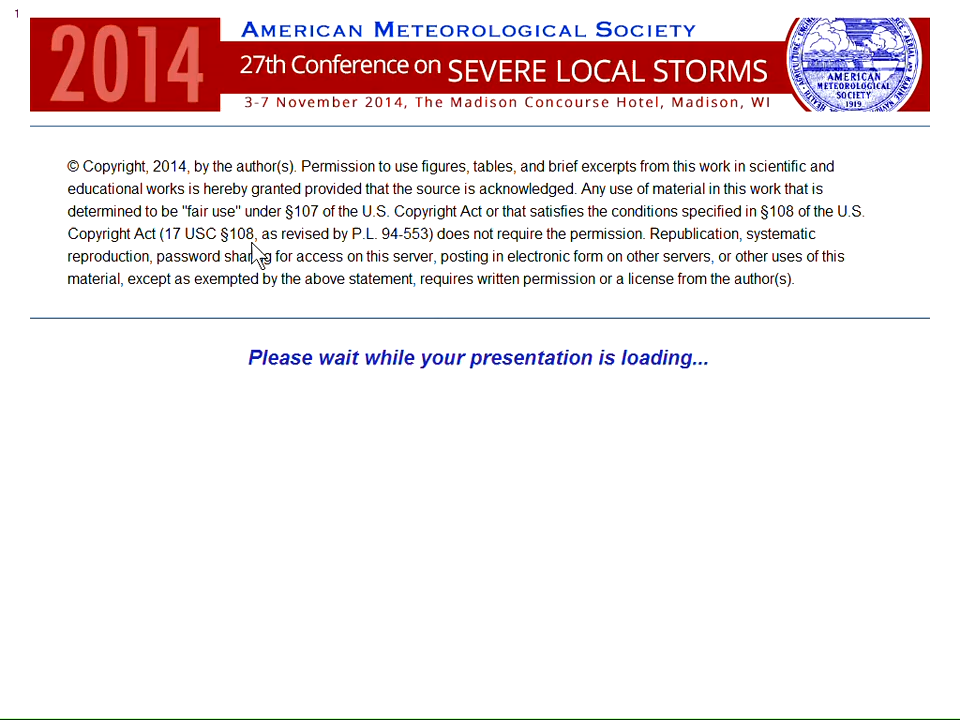 1
2014
AMERICAN METEOROLOGICAL SOCIETY
27th Conference on SEVERE LOCAL STORMS
3-7 November 2014, The Madison Concourse Hotel, Madison, WI
AMERICAN
METEOROLOGICAL
SOCIETY
1919
© Copyright, 2014, by the author(s). Permission to use figures, tables, and brief excerpts from this work in scientific and
educational works is hereby granted provided that the source is acknowledged. Any use of material in this work that is
determined to be "fair use" under §107 of the U.S. Copyright Act or that satisfies the conditions specified in §108 of the U.S.
Copyright Act (17 USC §108, as revised by P.L. 94-553) does not require the permission. Republication, systematic
reproduction, password sharing for access on this server, posting in electronic form on other servers, or other uses of this
material, except as exempted by the above statement, requires written permission or a license from the author(s).
Please wait while your presentation is loading...